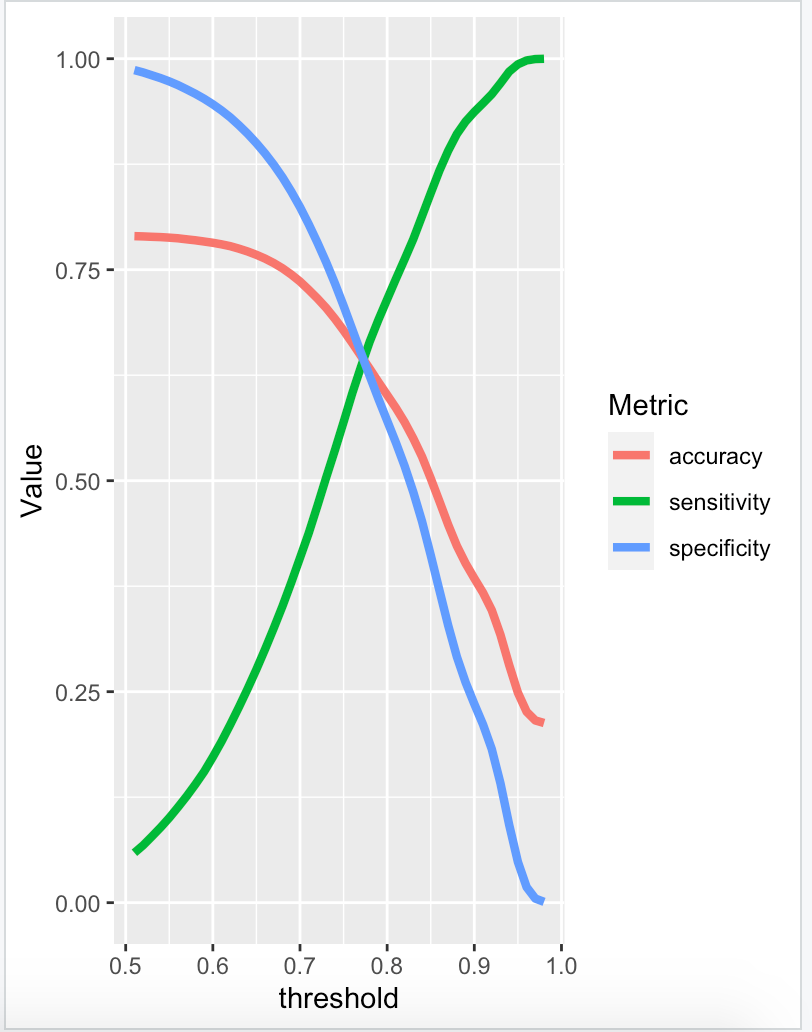 1.00
0.75
0.50
0.25
0.00
Value
0.5 0.6 0.7 0.8 0.9 1.0
threshold
Metric
accuracy
sensitivity
specificity